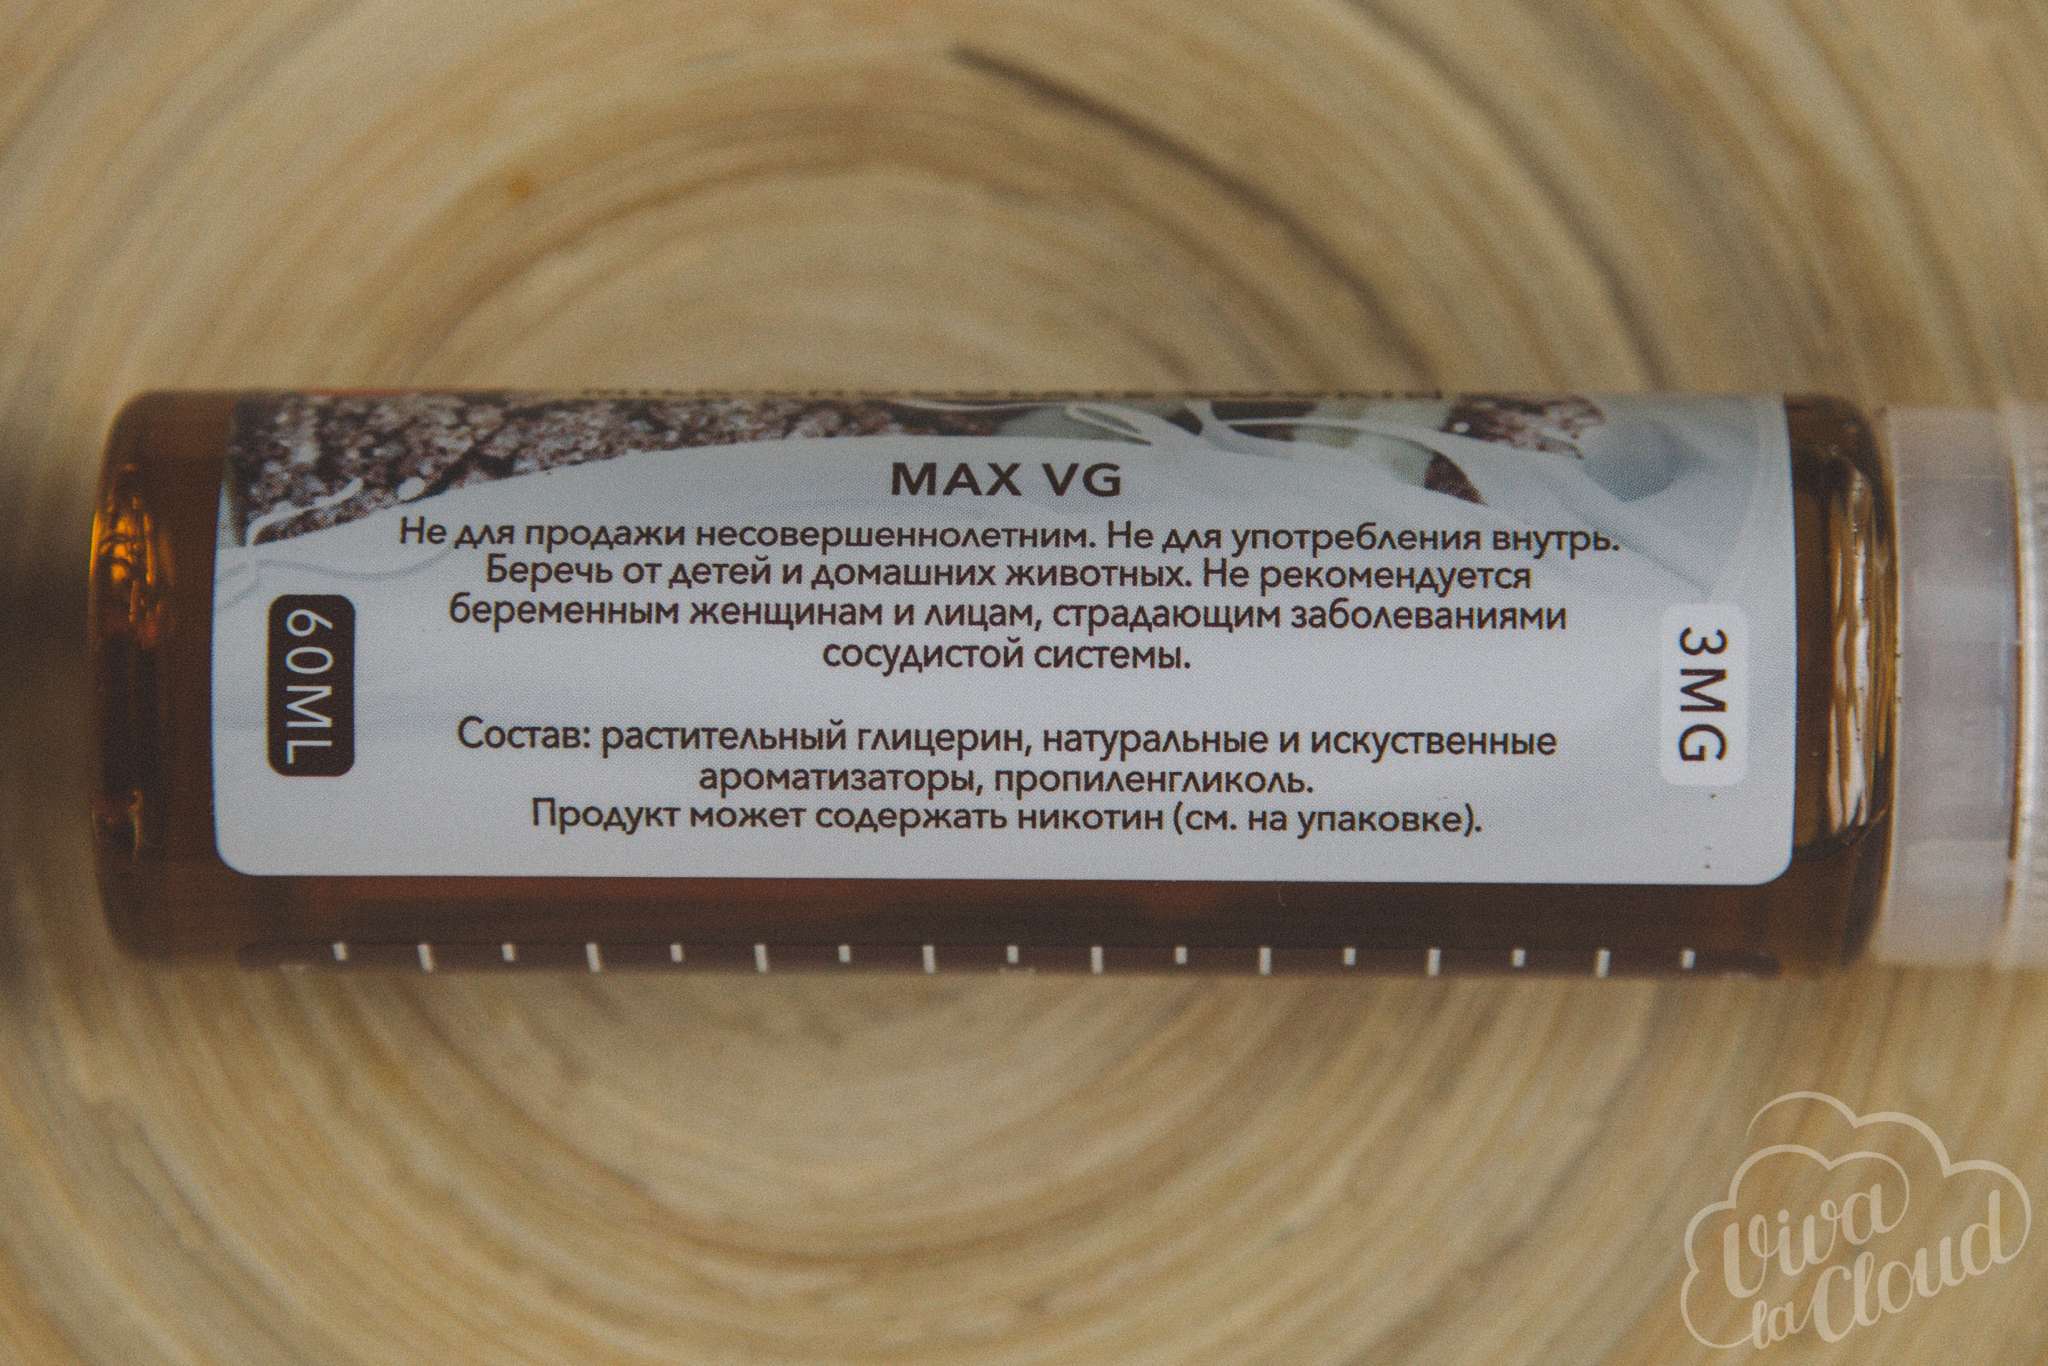 MAX VG
Не для продажи несовершеннолетним. Не для употребления внутрь.
Беречь от детей и домашних животных. Не рекомендуется
беременным женщинам и лицам, страдающим заболеваниями
сосудистой системы.
60ML
3MG
Состав: растительный глицерин, натуральные и искуственные
ароматизаторы, пропиленгликоль.
Продукт может содержать никотин (см. на упаковке).
Viva
la Cloud